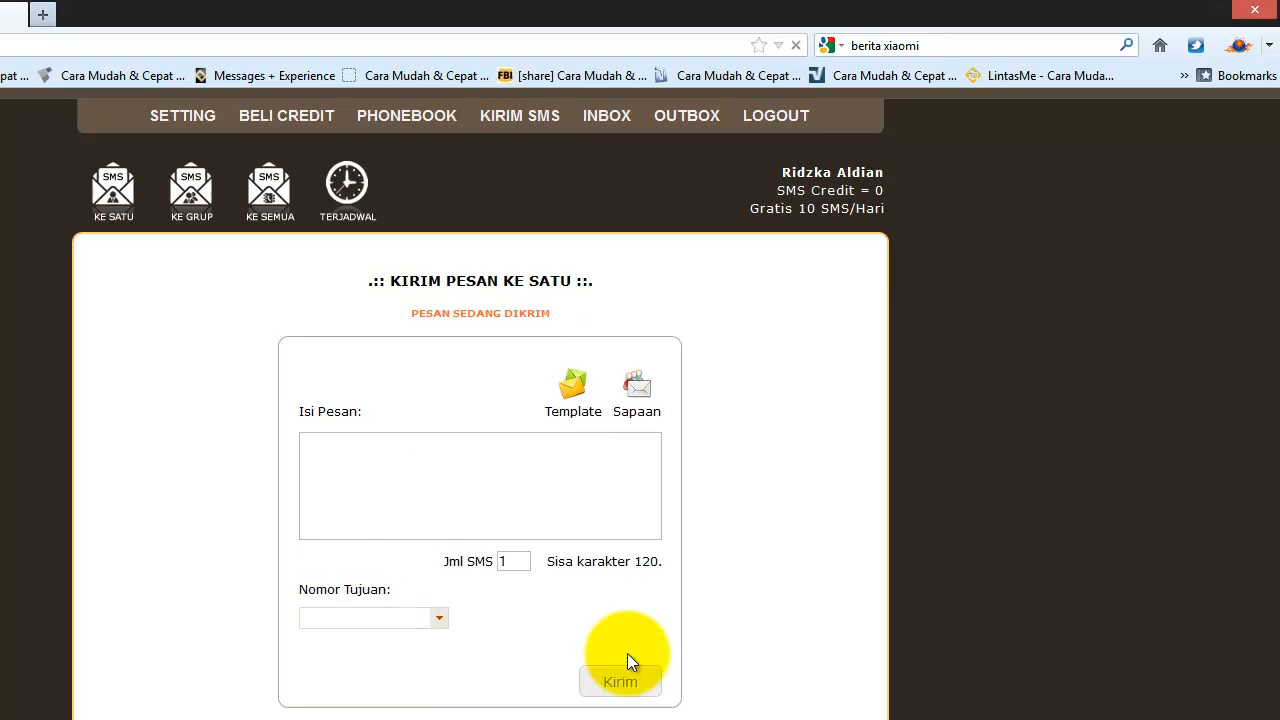 berita xiaomi
pat ... Cara Mudah & Cepat ... Messages + Experience Cara Mudah & Cepat ... FBI [share] Cara Mudah & ... Cara Mudah & Cepat ... Cara Mudah & Cepat ... LintasMe - Cara Muda... » Bookmarks
SETTING BELI CREDIT PHONEBOOK KIRIM SMS INBOX OUTBOX LOGOUT
SMS SMS SMS
KE SATU KE GRUP KE SEMUA TERJADWAL
Ridzka Aldian
SMS Credit = 0
Gratis 10 SMS/Hari
.:: KIRIM PESAN KE SATU ::.
PESAN SEDANG DIKRIM
Template Sapaan
Isi Pesan:
Jml SMS 1 Sisa karakter 120.
Nomor Tujuan:
Kirim